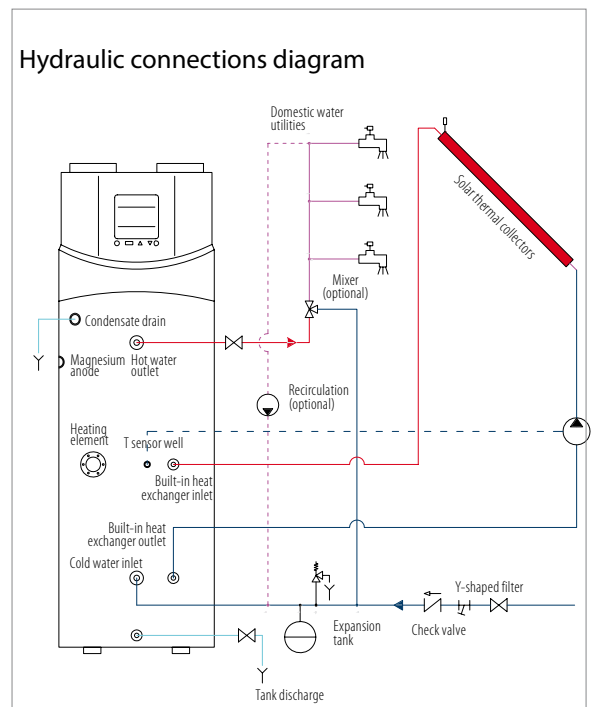 Hydraulic connections diagram
Domestic water
utilities
Solar thermal collectors
Mixer
(optional)
Condensate drain
Magnesium
anode
Hot water
outlet
Recirculation
(optional)
Heating
element
T sensor well
Built-in heat
exchanger inlet
Built-in heat
exchanger outlet
Cold water inlet
Y-shaped filter
Expansion
tank
Check valve
Tank discharge